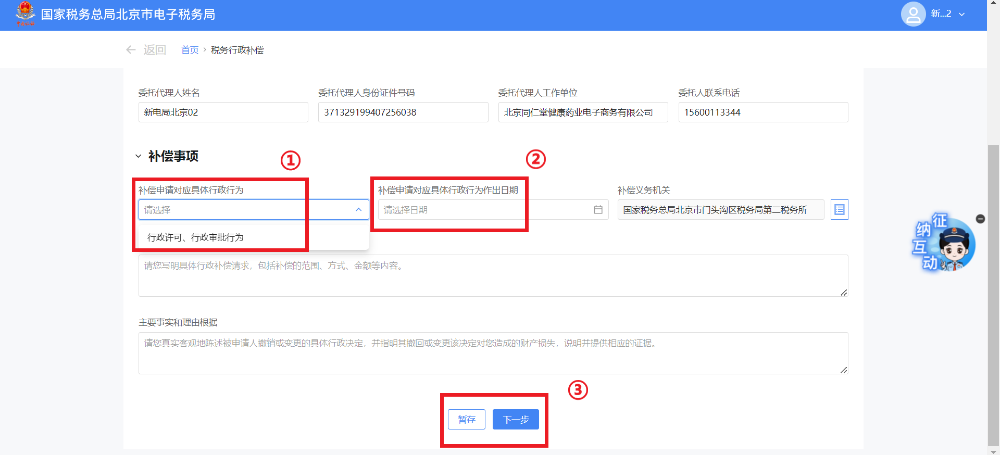 国家税务总局北京市电子税务局
新...2
返回 首页 > 税务行政补偿
委托代理人姓名 委托代理人身份证件号码 委托代理人工作单位 委托人联系电话
新电局北京02 371329199407256038 北京同仁堂健康药业电子商务有限公司 15600113344
补偿事项 ① ②
补偿申请对应具体行政行为 补偿申请对应具体行政行为作出日期 补偿义务机关
请选择 请选择日期 国家税务总局北京市门头沟区税务局第二税务所
行政许可、行政审批行为
征纳互动
请您写明具体行政补偿请求，包括补偿的范围、方式、金额等内容。
主要事实和理由根据
请您真实客观地陈述被申请人撤销或变更的具体行政决定，并指明其撤回或变更该决定对您造成的财产损失，说明并提供相应的证据。
③
暂存 下一步